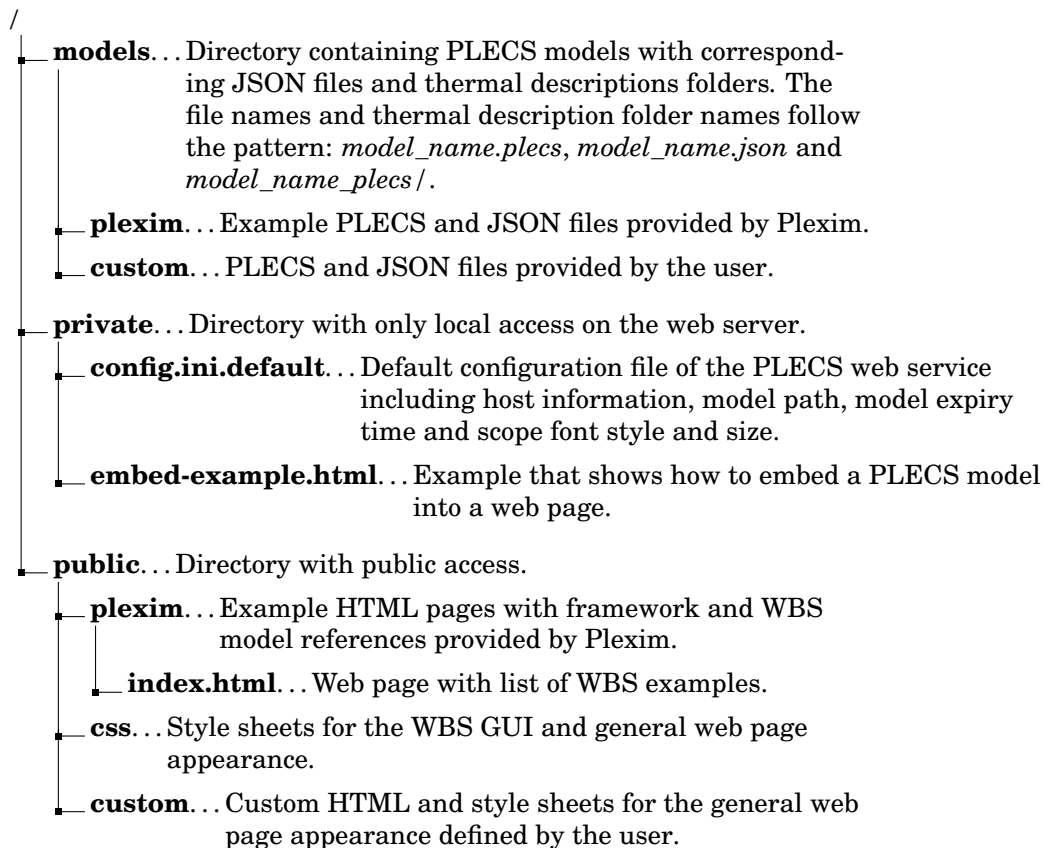 /
models...Directory containing PLECS models with correspond-
ing JSON files and thermal descriptions folders. The
file names and thermal description folder names follow
the pattern: model_name.plecs, model_name.json and
model_name_plecs/.
plexim...Example PLECS and JSON files provided by Plexim.
custom...PLECS and JSON files provided by the user.
private...Directory with only local access on the web server.
config.ini.default...Default configuration file of the PLECS web service
including host information, model path, model expiry
time and scope font style and size.
embed-example.html...Example that shows how to embed a PLECS model
into a web page.
public...Directory with public access.
plexim...Example HTML pages with framework and WBS
model references provided by Plexim.
index.html...Web page with list of WBS examples.
css...Style sheets for the WBS GUI and general web page
appearance.
custom...Custom HTML and style sheets for the general web
page appearance defined by the user.